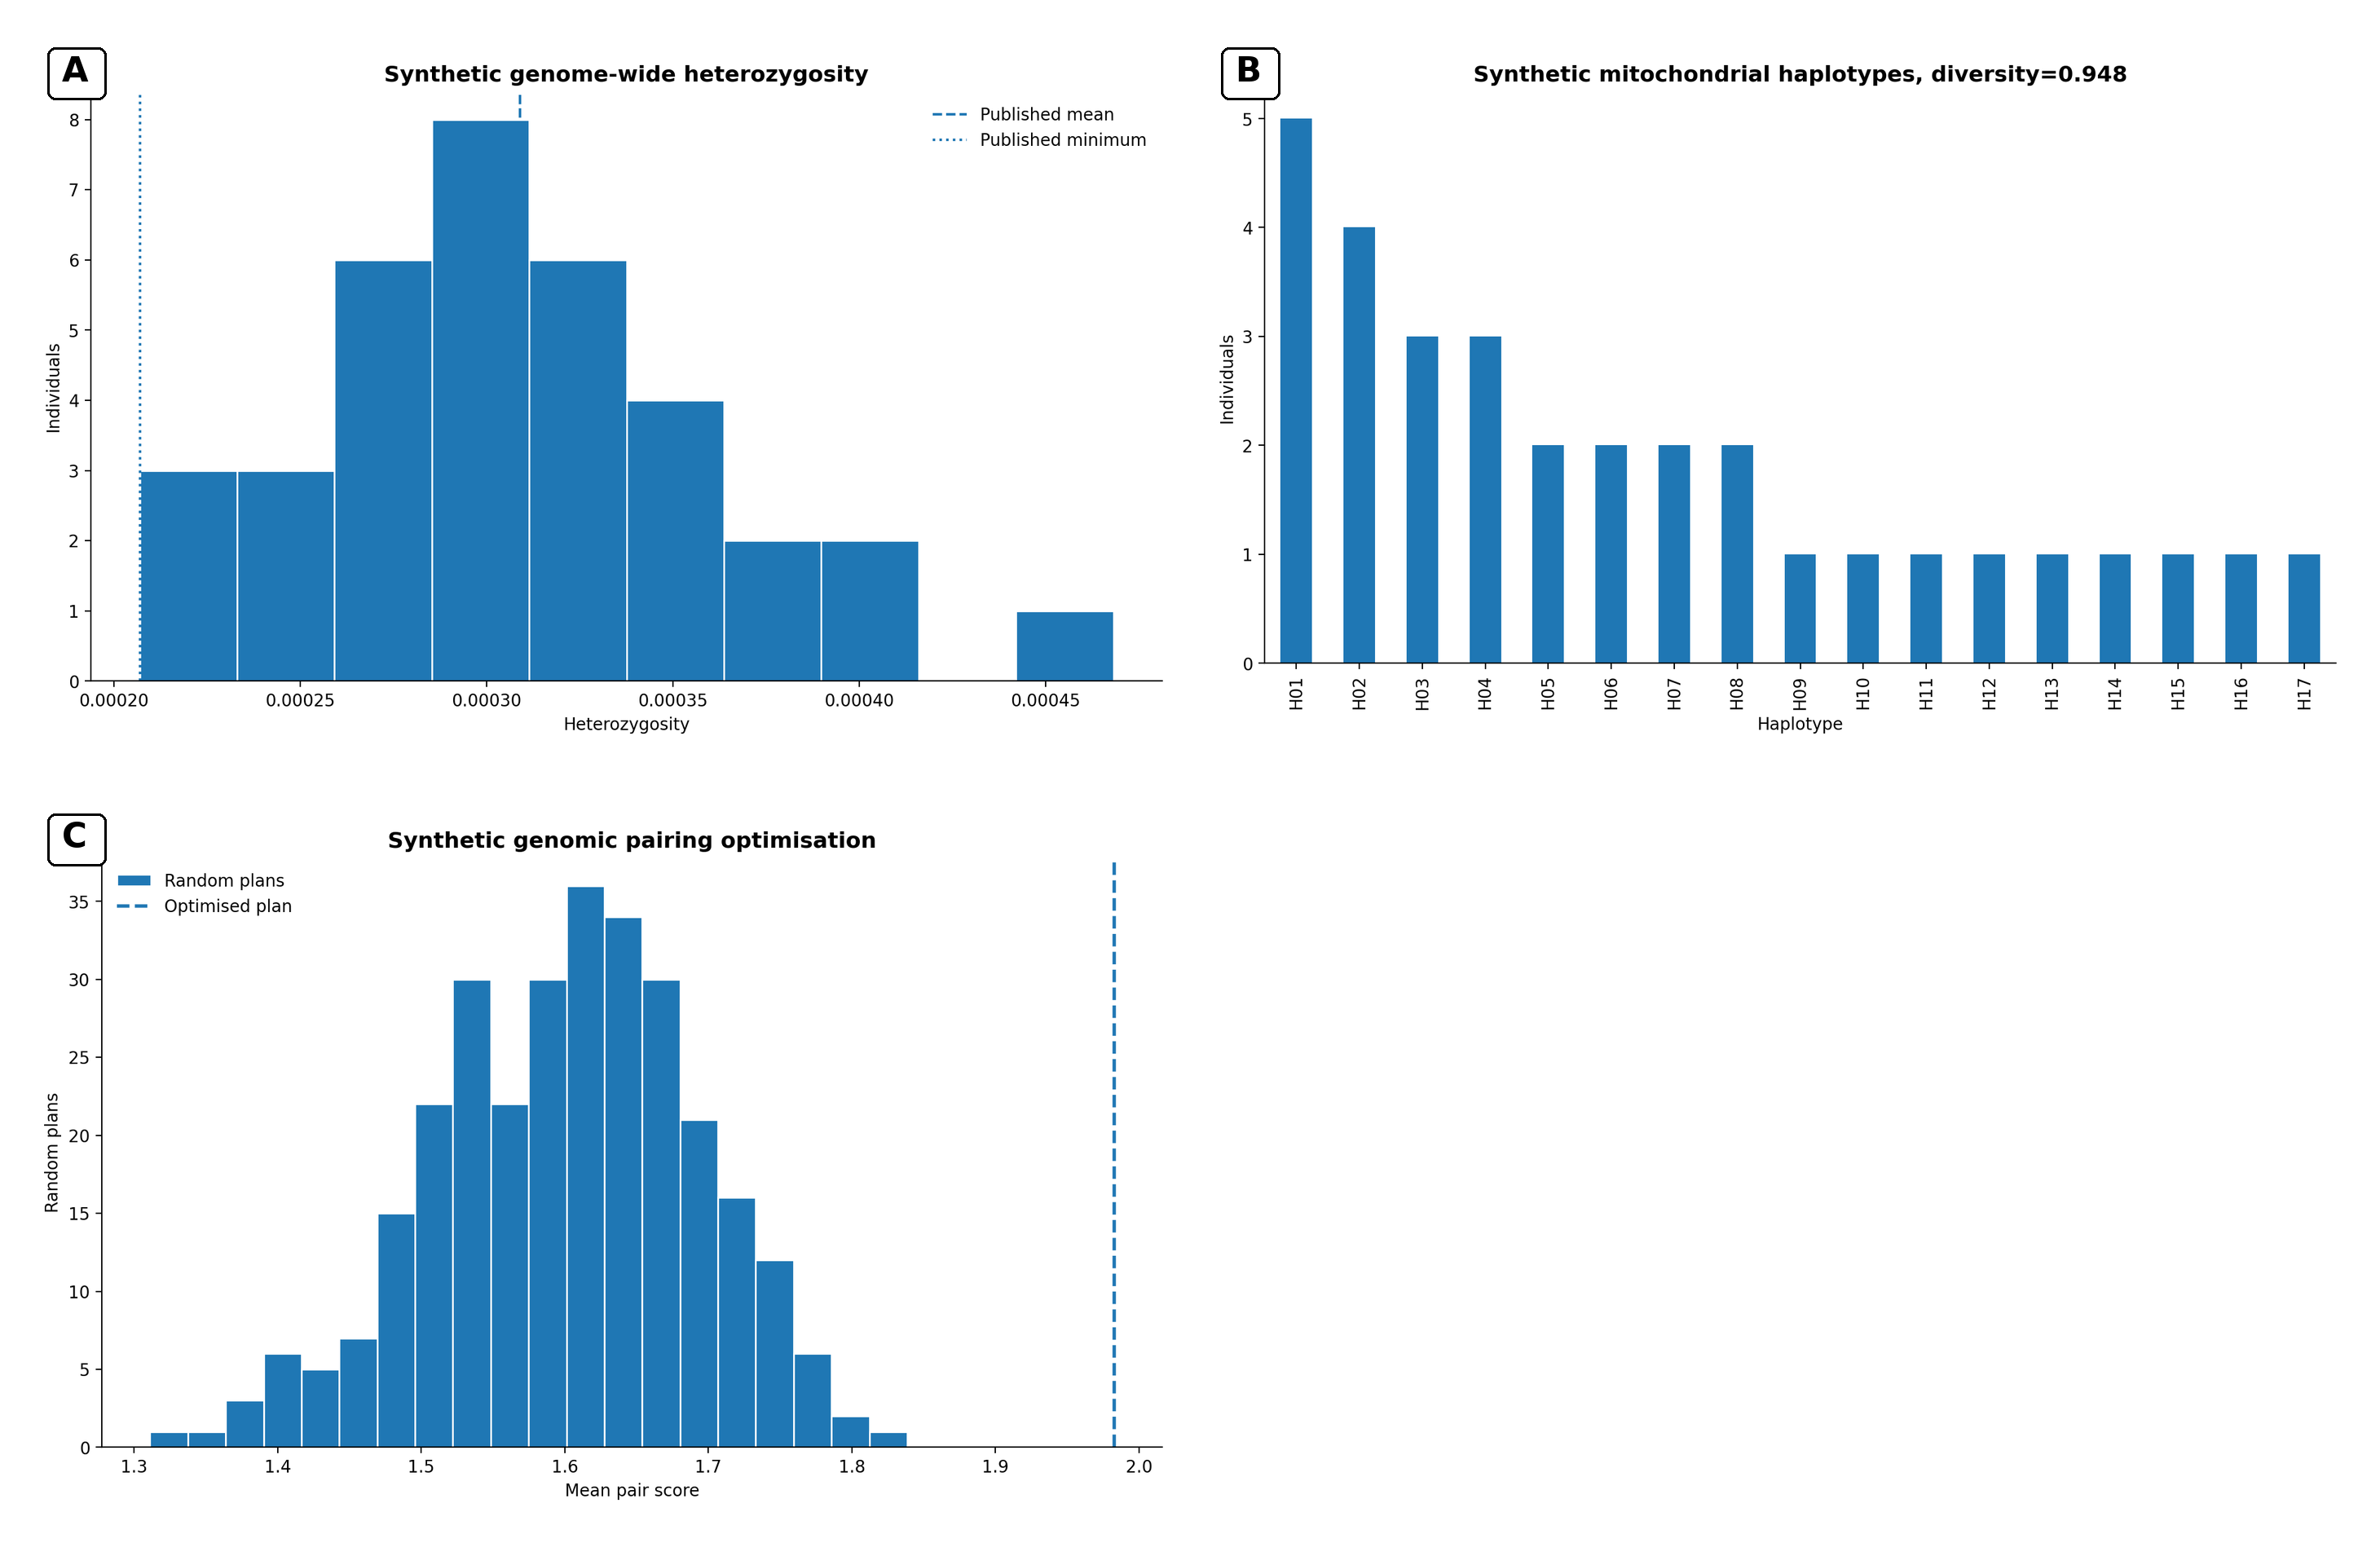 A
Synthetic genome-wide heterozygosity
Published mean
Published minimum
8
7
6
5
4
3
2
1
0
Individuals
0.00020 0.00025 0.00030 0.00035 0.00040 0.00045
Heterozygosity
B
Synthetic mitochondrial haplotypes, diversity=0.948
5
4
3
2
1
0
Individuals
H01 H02 H03 H04 H05 H06 H07 H08 H09 H10 H11 H12 H13 H14 H15 H16 H17
Haplotype
C
Synthetic genomic pairing optimisation
Random plans
Optimised plan
35
30
25
20
15
10
5
0
Random plans
1.3 1.4 1.5 1.6 1.7 1.8 1.9 2.0
Mean pair score